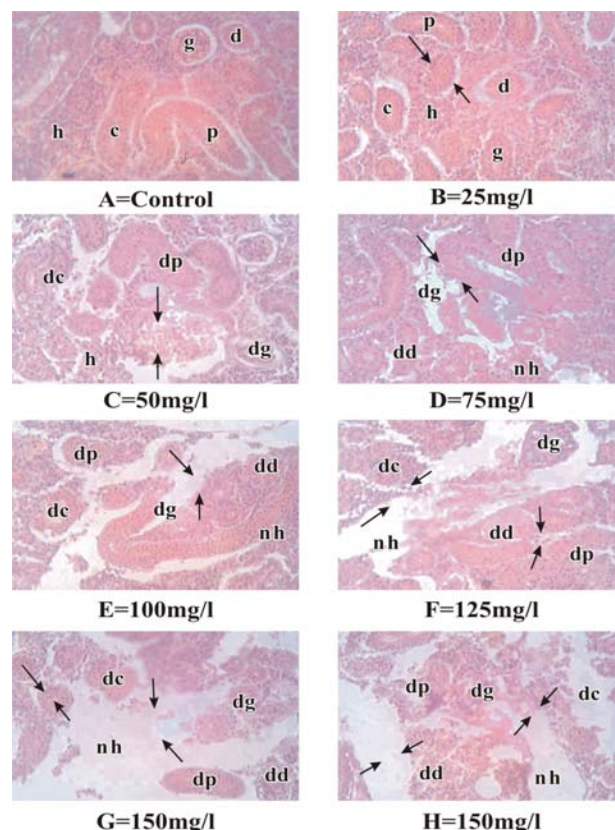 g d
h c p
A=Control
p
c h d
g
B=25mg/l
dc dp
h dg
C=50mg/l
dp
dg
dd nh
D=75mg/l
dp dd
dc dg nh
E=100mg/l
dc dg
nh dd dp
F=125mg/l
dc dg
nh
dp dd
G=150mg/l
dp dg dc
dd nh
H=150mg/l